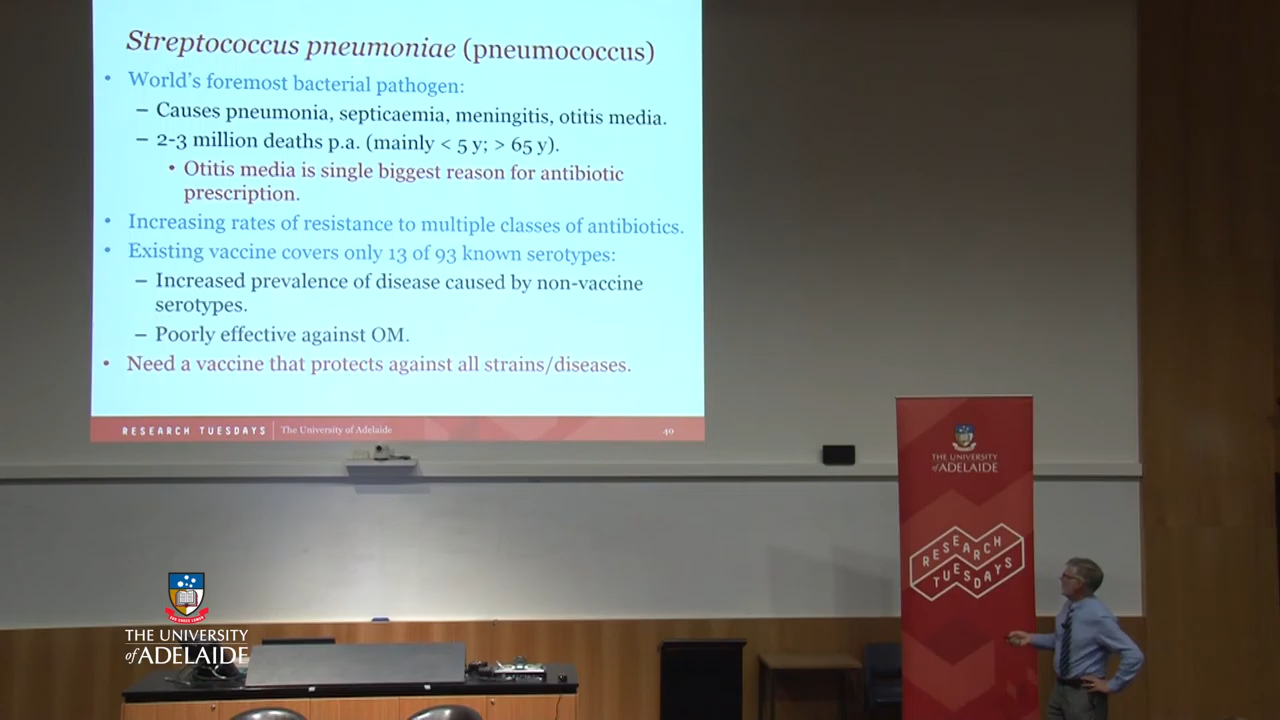 Streptococcus pneumoniae (pneumococcus)
• World's foremost bacterial pathogen:
– Causes pneumonia, septicaemia, meningitis, otitis media.
– 2-3 million deaths p.a. (mainly < 5 y; > 65 y).
• Otitis media is single biggest reason for antibiotic
prescription.
• Increasing rates of resistance to multiple classes of antibiotics.
• Existing vaccine covers only 13 of 93 known serotypes:
– Increased prevalence of disease caused by non-vaccine
serotypes.
– Poorly effective against OM.
• Need a vaccine that protects against all strains/diseases.
RESEARCH TUESDAYS The University of Adelaide 40
THE UNIVERSITY
of ADELAIDE
RESEARCH
TUESDAYS
THE UNIVERSITY
of ADELAIDE